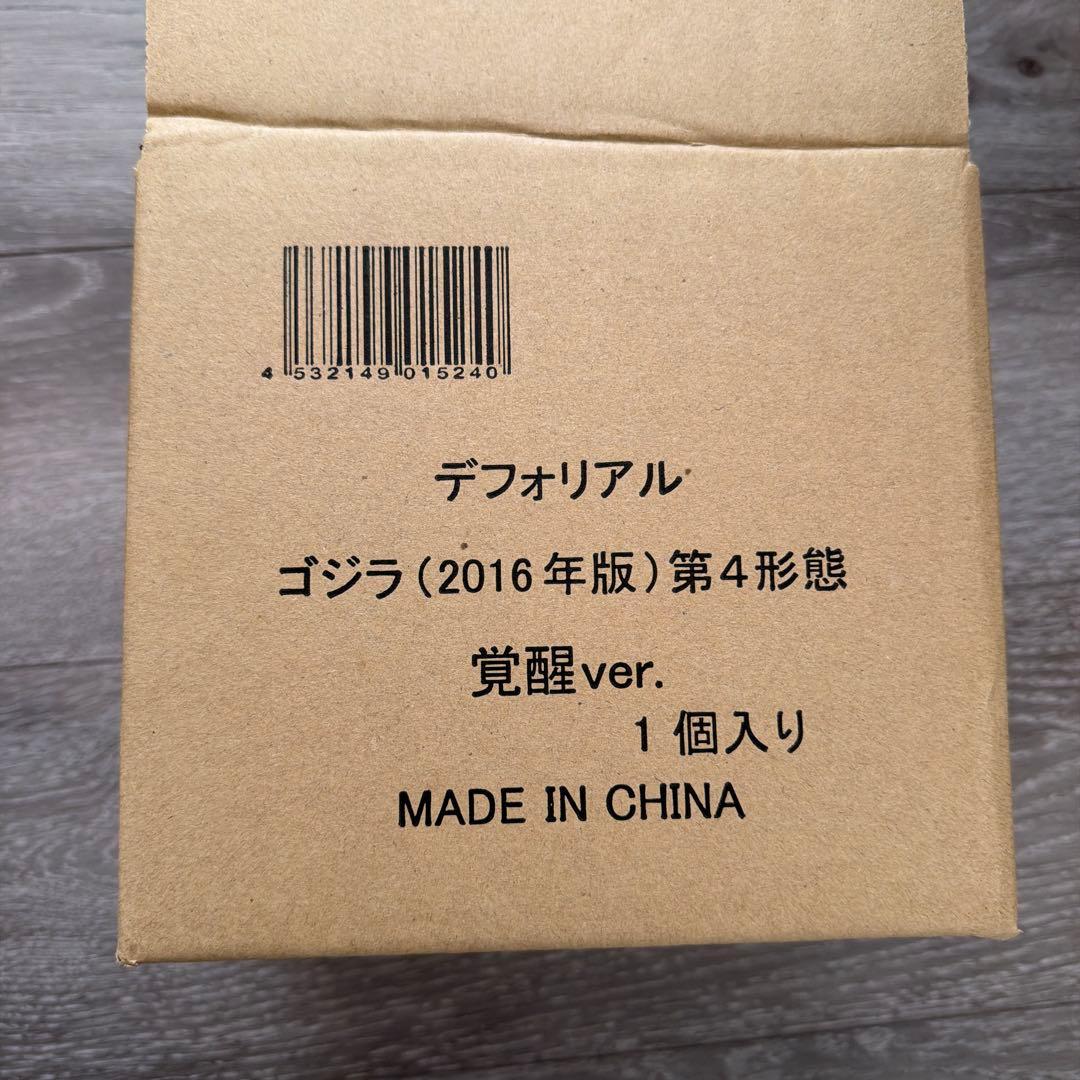 4 532149 015240
デフォリアル
ゴジラ(2016年版)第4形態
覚醒ver.
1個入り
MADE IN CHINA